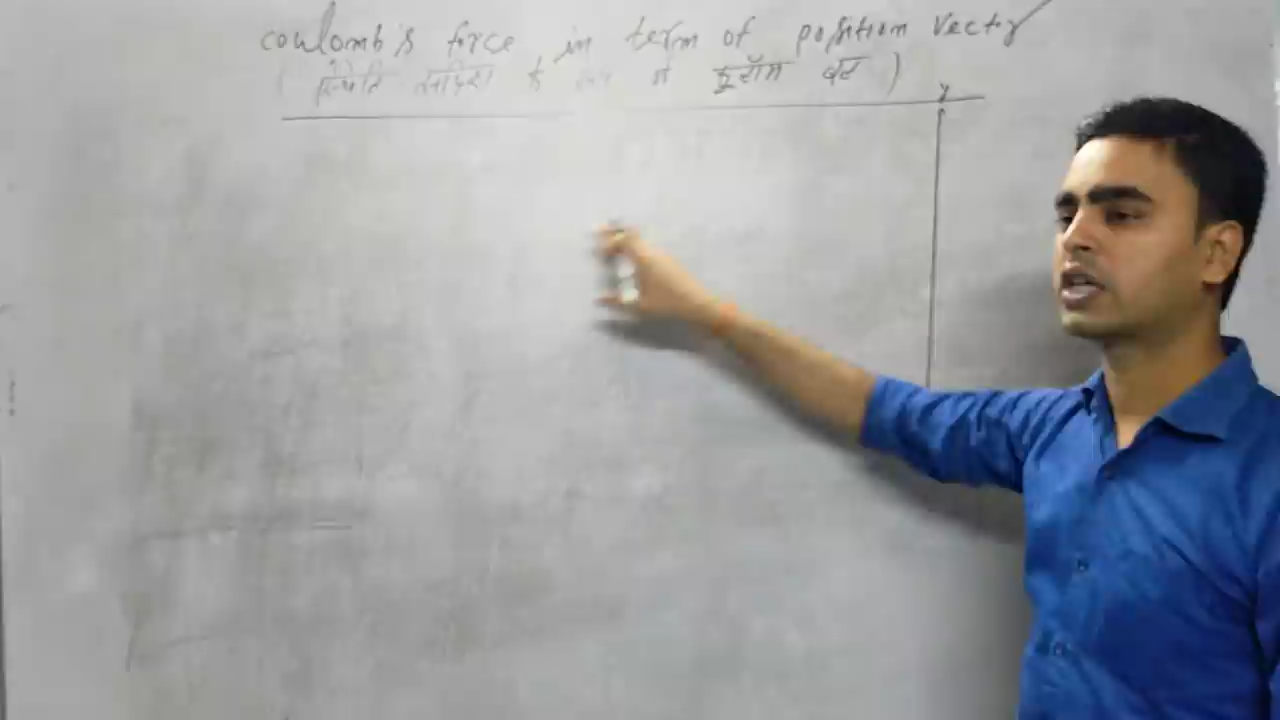 coulomb's force in term of position vector
( स्थिति सदिश के रूप में कूलॉम बल )
y